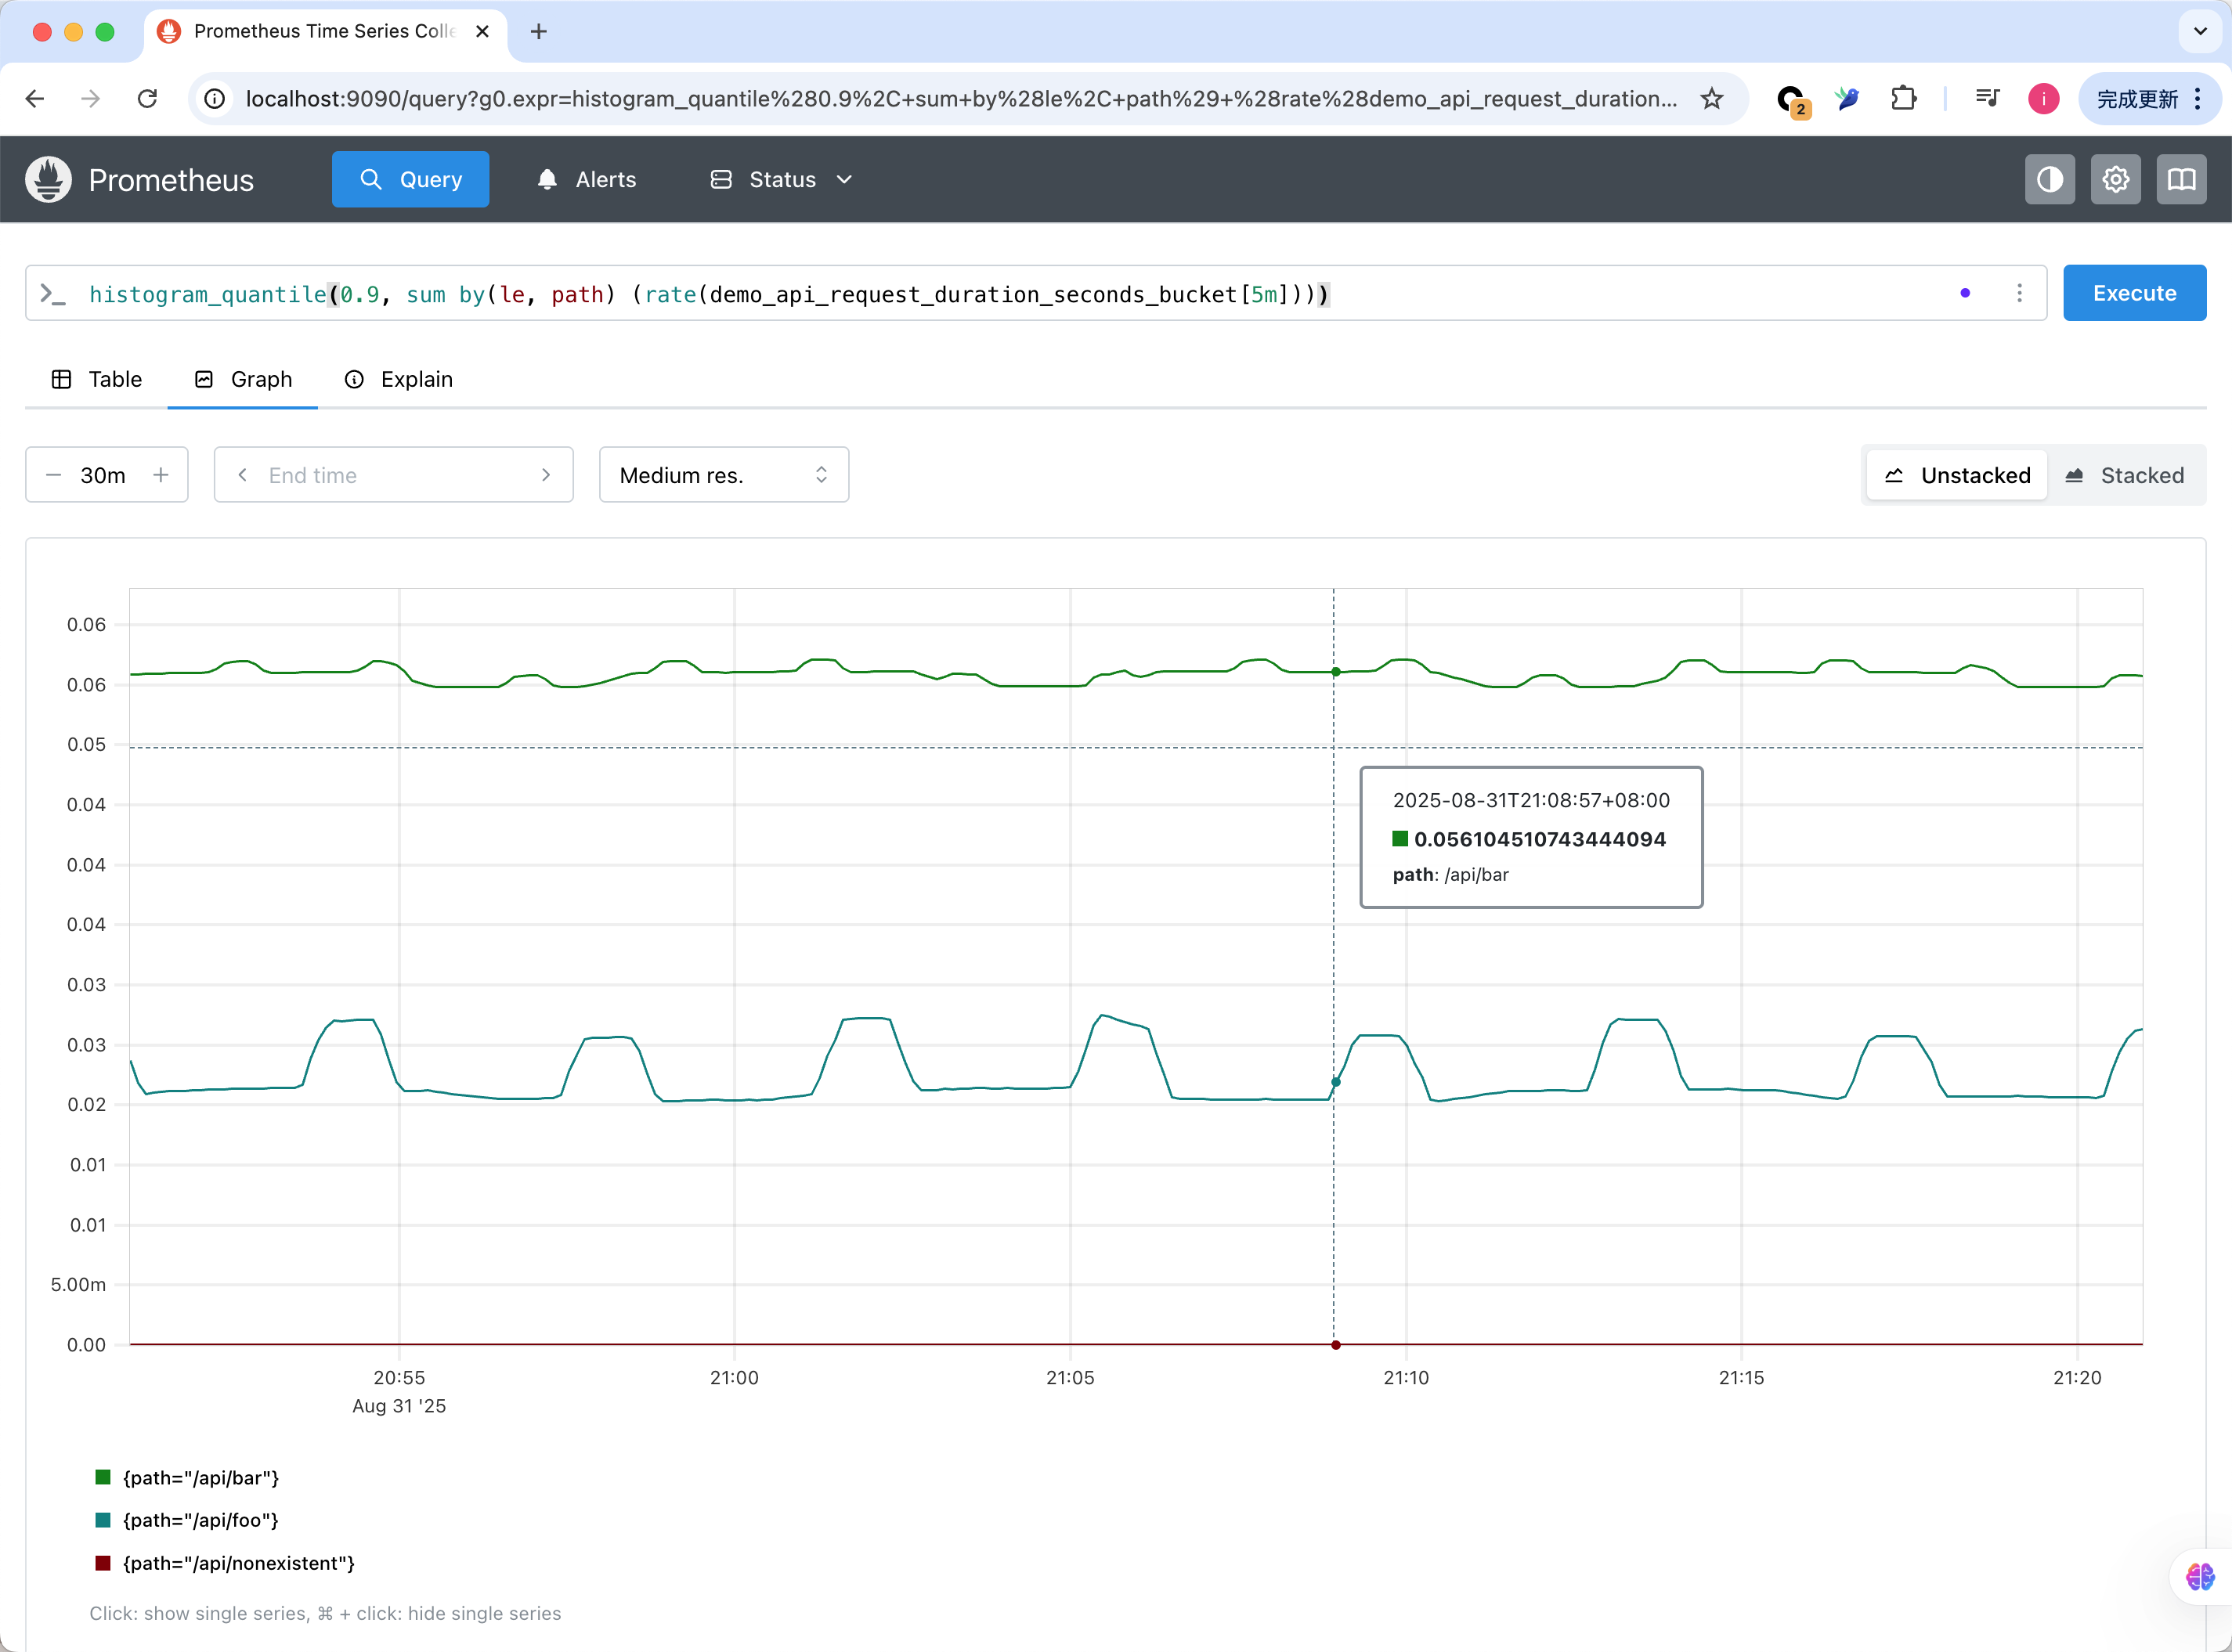 Prometheus Time Series Colle
localhost:9090/query?g0.expr=histogram_quantile%280.9%2C+sum+by%28le%2C+path%29+%28rate%28demo_api_request_duration...
2
i
完成更新
Prometheus
Query
Alerts
Status
histogram_quantile(0.9, sum by(le, path) (rate(demo_api_request_duration_seconds_bucket[5m])))
Execute
Table
Graph
Explain
30m
End time
Medium res.
Unstacked
Stacked
0.06
0.06
0.05
0.04
0.04
0.04
0.03
0.03
0.02
0.01
0.01
5.00m
0.00
2025-08-31T21:08:57+08:00
0.056104510743444094
path: /api/bar
20:55
21:00
21:05
21:10
21:15
21:20
Aug 31 '25
{path="/api/bar"}
{path="/api/foo"}
{path="/api/nonexistent"}
Click: show single series, ⌘ + click: hide single series